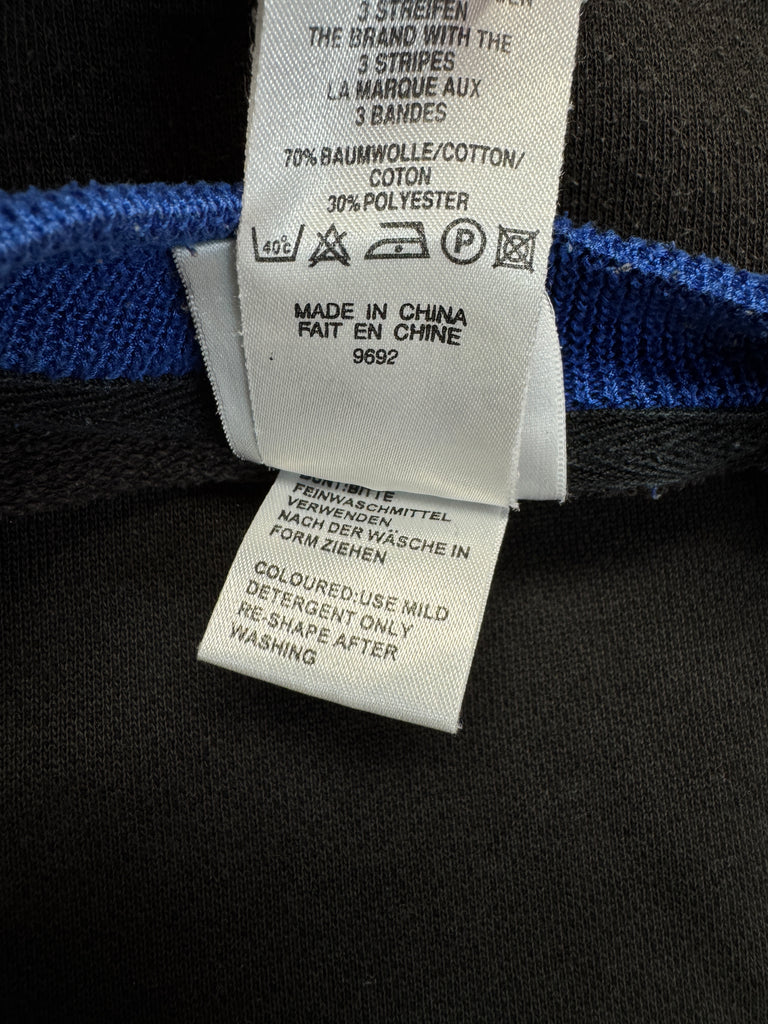 3 STREIFEN
THE BRAND WITH THE
3 STRIPES
LA MARQUE AUX
3 BANDES
70% BAUMWOLLE/COTTON/
COTON
30% POLYESTER
40°C
P
MADE IN CHINA
FAIT EN CHINE
9692
BUNT:BITTE
FEINWASCHMITTEL
VERWENDEN
NACH DER WÄSCHE IN
FORM ZIEHEN
COLOURED:USE MILD
DETERGENT ONLY
RE-SHAPE AFTER
WASHING